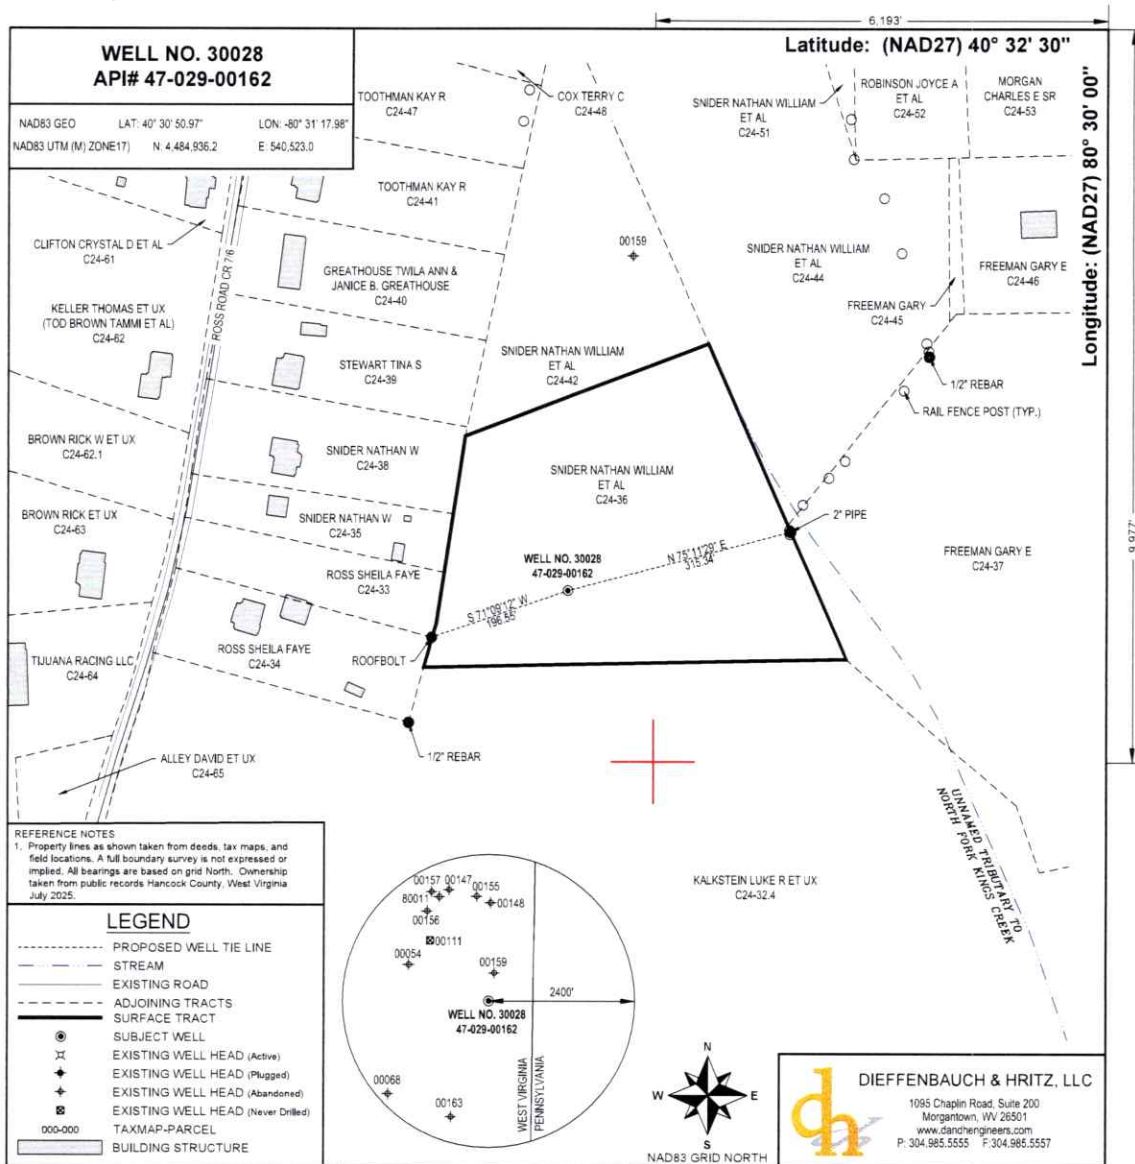 6,193'
WELL NO. 30028
API# 47-029-00162
NAD83 GEO LAT: 40° 30' 50.97" LON: -80° 31' 17.98"
NAD83 UTM (M) ZONE17) N: 4,484,936.2 E: 540,523.0
Latitude: (NAD27) 40° 32' 30"
Longitude: (NAD27) 80° 30' 00"
9,977'
TOOTHMAN KAY R
C24-47
COX TERRY C
C24-48
SNIDER NATHAN WILLIAM
ET AL
C24-51
ROBINSON JOYCE A
ET AL
C24-52
MORGAN
CHARLES E SR
C24-53
TOOTHMAN KAY R
C24-41
CLIFTON CRYSTAL D ET AL
C24-61
ROSS ROAD CR 7/6
00159
SNIDER NATHAN WILLIAM
ET AL
C24-44
FREEMAN GARY E
C24-46
GREATHOUSE TWILA ANN &
JANICE B. GREATHOUSE
C24-40
FREEMAN GARY
C24-45
KELLER THOMAS ET UX
(TOD BROWN TAMMI ET AL)
C24-62
STEWART TINA S
C24-39
SNIDER NATHAN WILLIAM
ET AL
C24-42
1/2" REBAR
RAIL FENCE POST (TYP.)
BROWN RICK W ET UX
C24-62.1
SNIDER NATHAN W
C24-38
SNIDER NATHAN WILLIAM
ET AL
C24-36
BROWN RICK ET UX
C24-63
SNIDER NATHAN W
C24-35
2" PIPE
FREEMAN GARY E
C24-37
WELL NO. 30028
47-029-00162
N 75°11'29" E
315.34'
ROSS SHEILA FAYE
C24-33
S 71°09'12" W
196.55'
ROSS SHEILA FAYE
C24-34
ROOFBOLT
TIJUANA RACING LLC
C24-64
1/2" REBAR
ALLEY DAVID ET UX
C24-65
UNNAMED TRIBUTARY TO
NORTH FORK KINGS CREEK
KALKSTEIN LUKE R ET UX
C24-32.4
REFERENCE NOTES
1. Property lines as shown taken from deeds, tax maps, and
field locations. A full boundary survey is not expressed or
implied. All bearings are based on grid North. Ownership
taken from public records Hancock County, West Virginia
July 2025.
LEGEND
PROPOSED WELL TIE LINE
STREAM
EXISTING ROAD
ADJOINING TRACTS
SURFACE TRACT
SUBJECT WELL
EXISTING WELL HEAD (Active)
EXISTING WELL HEAD (Plugged)
EXISTING WELL HEAD (Abandoned)
EXISTING WELL HEAD (Never Drilled)
000-000 TAXMAP-PARCEL
BUILDING STRUCTURE
00157
00147
00155
80011
00148
00156
00111
00054
00159
2400'
WELL NO. 30028
47-029-00162
00068
00163
WEST VIRGINIA
PENNSYLVANIA
N
W E
S
NAD83 GRID NORTH
dh
DIEFFENBAUCH & HRITZ, LLC
1095 Chaplin Road, Suite 200
Morgantown, WV 26501
www.dandhengineers.com
P: 304.985.5555 F:304.985.5557